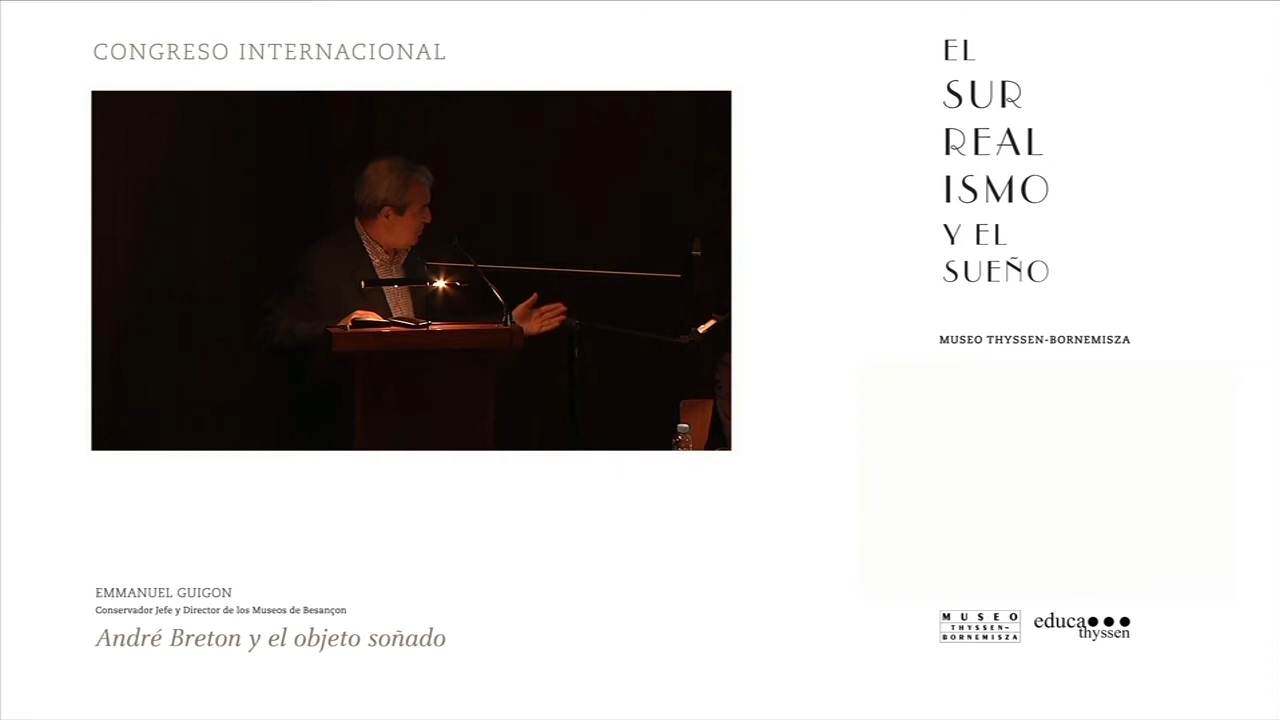 CONGRESO INTERNACIONAL
EL
SUR
REAL
ISMO
Y EL
SUEÑO
MUSEO THYSSEN-BORNEMISZA
EMMANUEL GUIGON
Conservador Jefe y Director de los Museos de Besançon
André Breton y el objeto soñado
MUSEO
THYSSEN-
BORNEMISZA
educa
thyssen